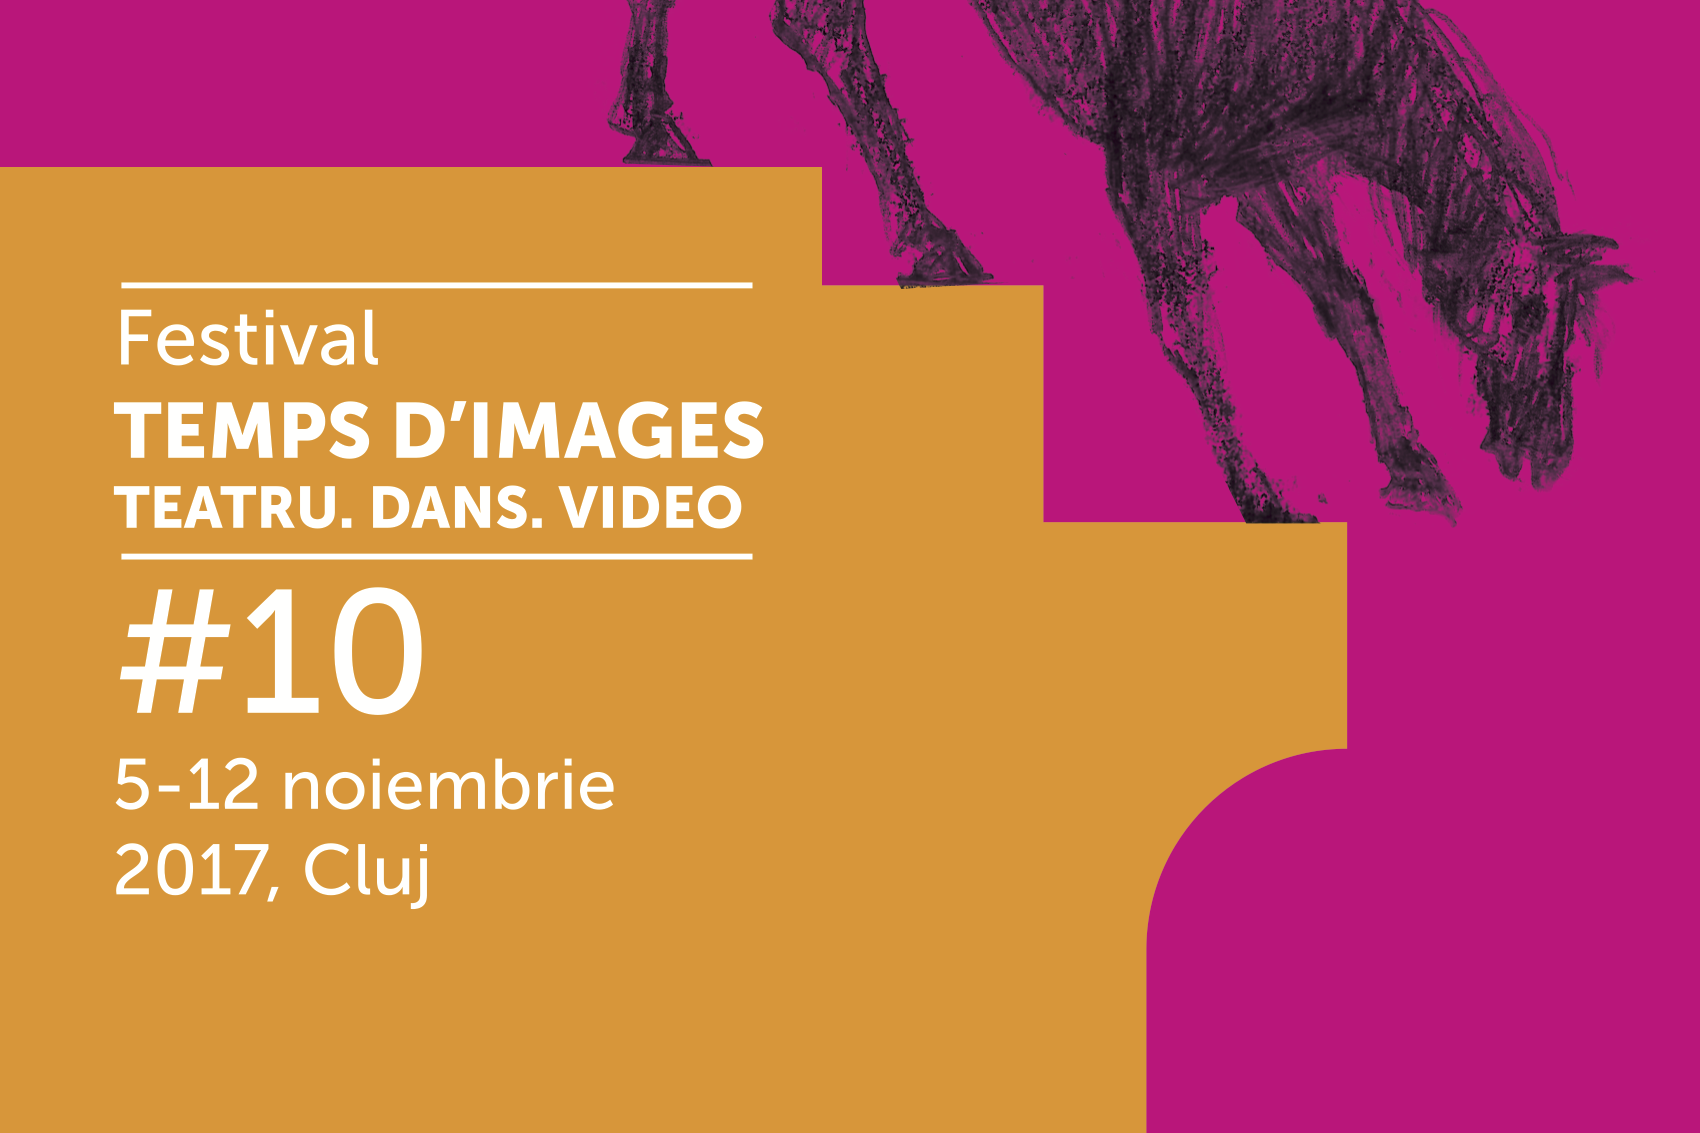 Festival
TEMPS D’IMAGES
TEATRU. DANS. VIDEO
#10
5-12 noiembrie
2017, Cluj